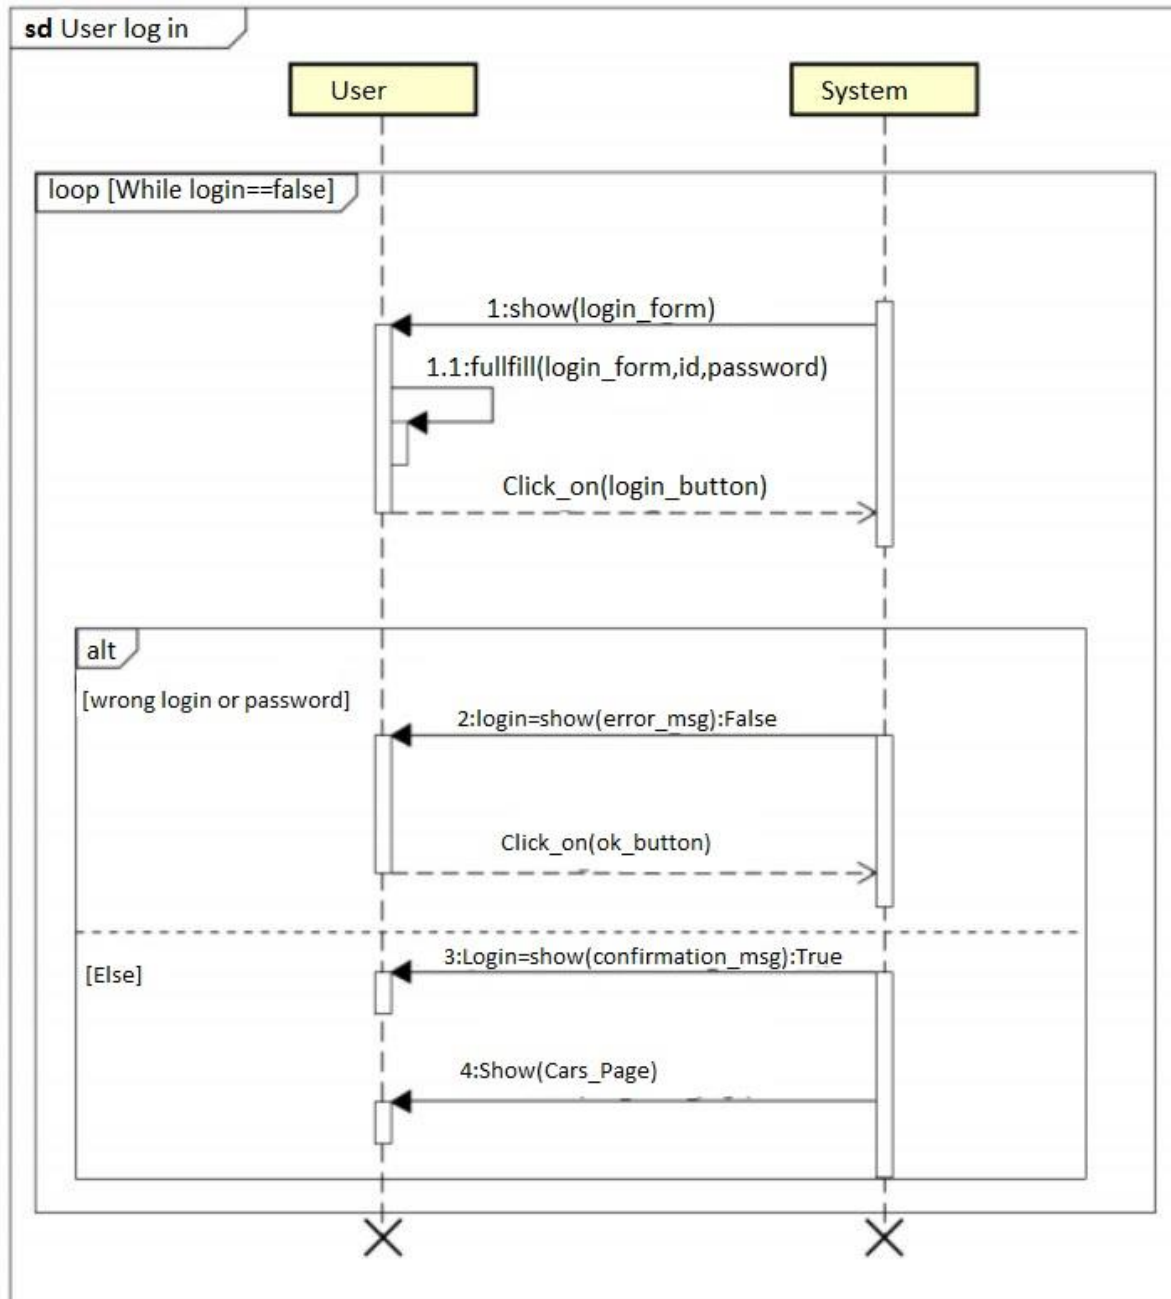 sd User log in
User
System
loop [While login==false]
1:show(login_form)
1.1:fullfill(login_form,id,password)
Click_on(login_button)
alt
[wrong login or password]
2:login=show(error_msg):False
Click_on(ok_button)
3:Login=show(confirmation_msg):True
[Else]
4:Show(Cars_Page)